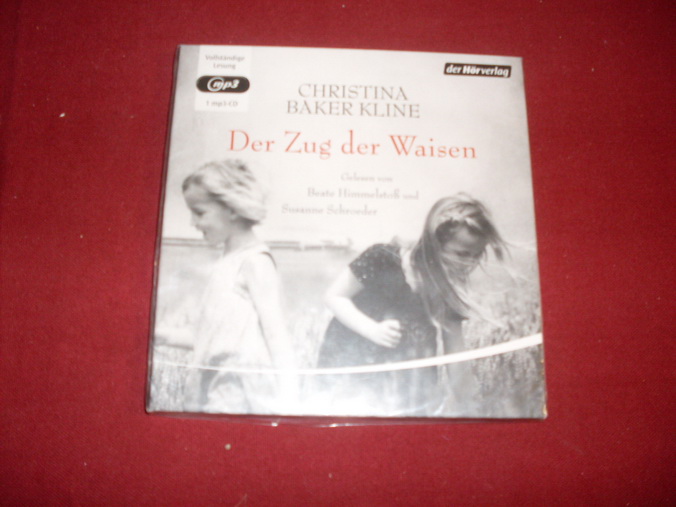 Vollständige
Lesung
mp3
1 mp3-CD
der Hörverlag
CHRISTINA
BAKER KLINE
Der Zug der Waisen
Gelesen von
Beate Himmelstoß und
Susanne Schroeder